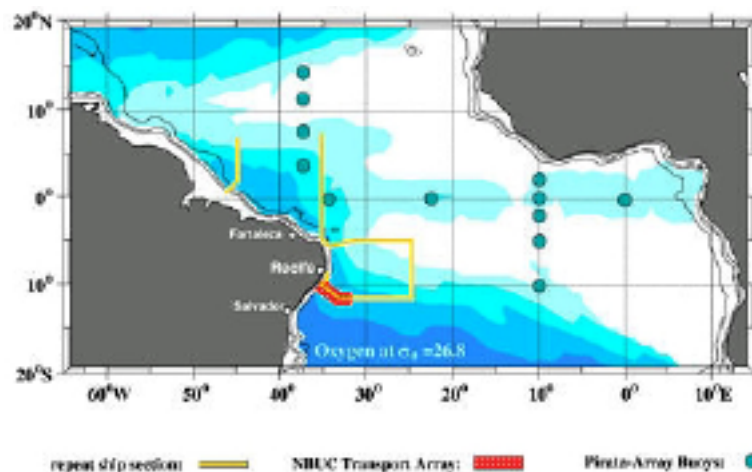 20°N
10°
0°
10°
20°S
Fortaleza
Recife
Salvador
Oxygen at σθ =26.8
60°W 50° 40° 30° 20° 10° 0° 10°E
repeat ship section: NBUC Transport Array: Pirata-Array Buoys: